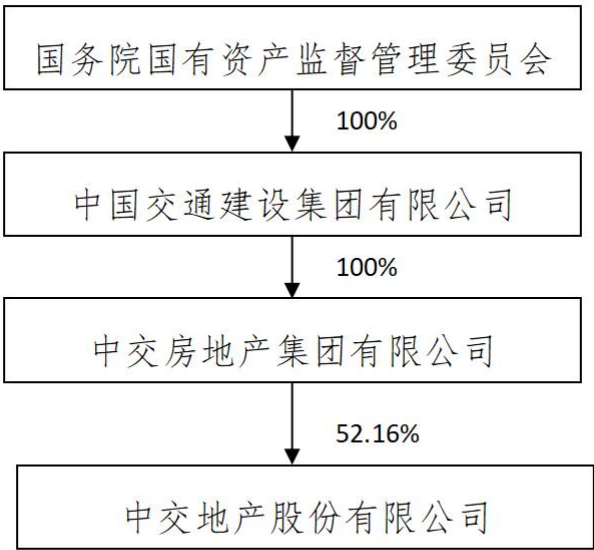 国务院国有资产监督管理委员会
100%
中国交通建设集团有限公司
100%
中交房地产集团有限公司
52.16%
中交地产股份有限公司